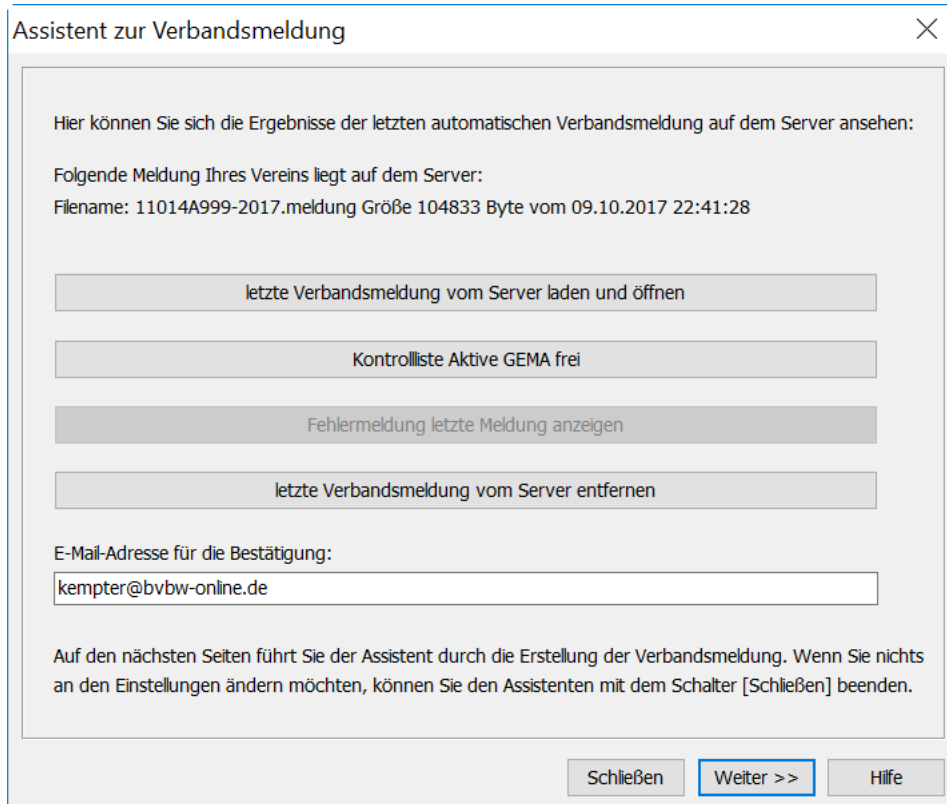 Assistent zur Verbandsmeldung
Hier können Sie sich die Ergebnisse der letzten automatischen Verbandsmeldung auf dem Server ansehen:
Folgende Meldung Ihres Vereins liegt auf dem Server:
Filename: 11014A999-2017.meldung Größe 104833 Byte vom 09.10.2017 22:41:28
letzte Verbandsmeldung vom Server laden und öffnen
Kontrollliste Aktive GEMA frei
Fehlermeldung letzte Meldung anzeigen
letzte Verbandsmeldung vom Server entfernen
E-Mail-Adresse für die Bestätigung:
kempter@bvbw-online.de
Auf den nächsten Seiten führt Sie der Assistent durch die Erstellung der Verbandsmeldung. Wenn Sie nichts
an den Einstellungen ändern möchten, können Sie den Assistenten mit dem Schalter [Schließen] beenden.
Schließen Weiter >> Hilfe